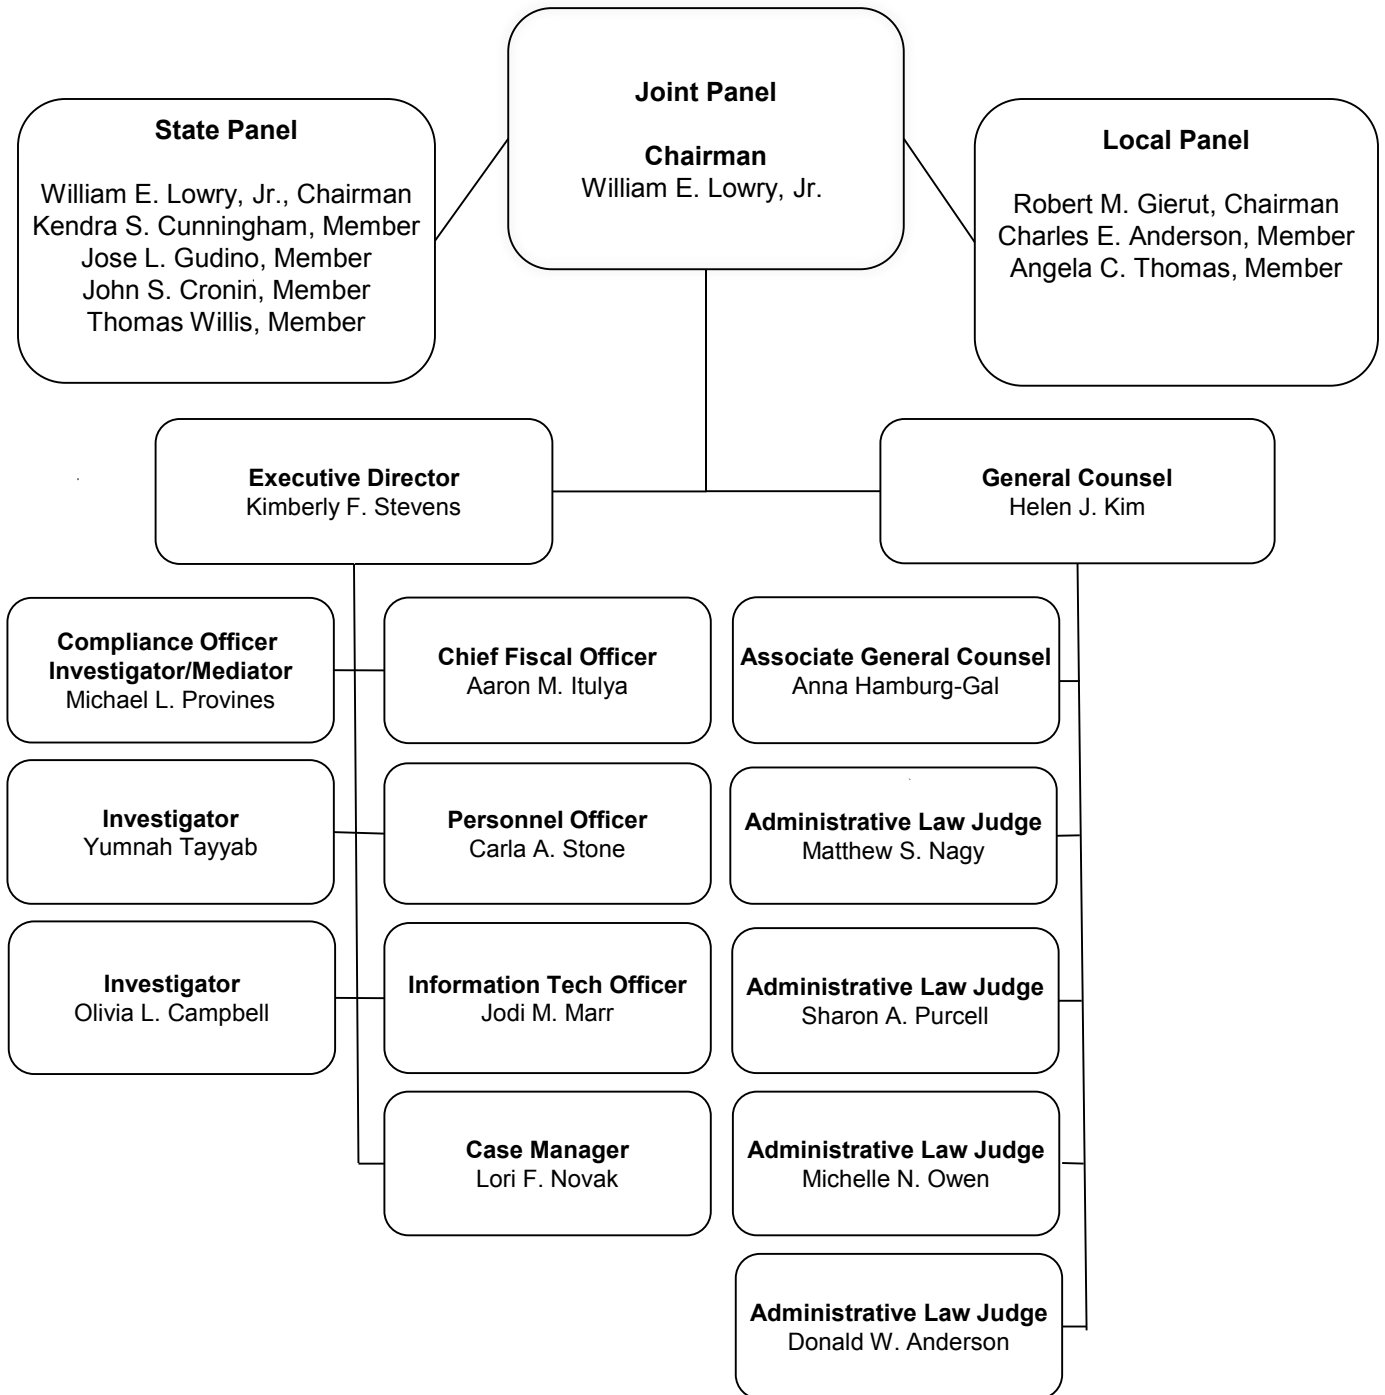 Joint Panel
Chairman
William E. Lowry, Jr.
State Panel
William E. Lowry, Jr., Chairman
Kendra S. Cunningham, Member
Jose L. Gudino, Member
John S. Cronin, Member
Thomas Willis, Member
Local Panel
Robert M. Gierut, Chairman
Charles E. Anderson, Member
Angela C. Thomas, Member
Executive Director
Kimberly F. Stevens
General Counsel
Helen J. Kim
Compliance Officer
Investigator/Mediator
Michael L. Provines
Chief Fiscal Officer
Aaron M. Itulya
Associate General Counsel
Anna Hamburg-Gal
Investigator
Yumnah Tayyab
Personnel Officer
Carla A. Stone
Administrative Law Judge
Matthew S. Nagy
Investigator
Olivia L. Campbell
Information Tech Officer
Jodi M. Marr
Administrative Law Judge
Sharon A. Purcell
Case Manager
Lori F. Novak
Administrative Law Judge
Michelle N. Owen
Administrative Law Judge
Donald W. Anderson